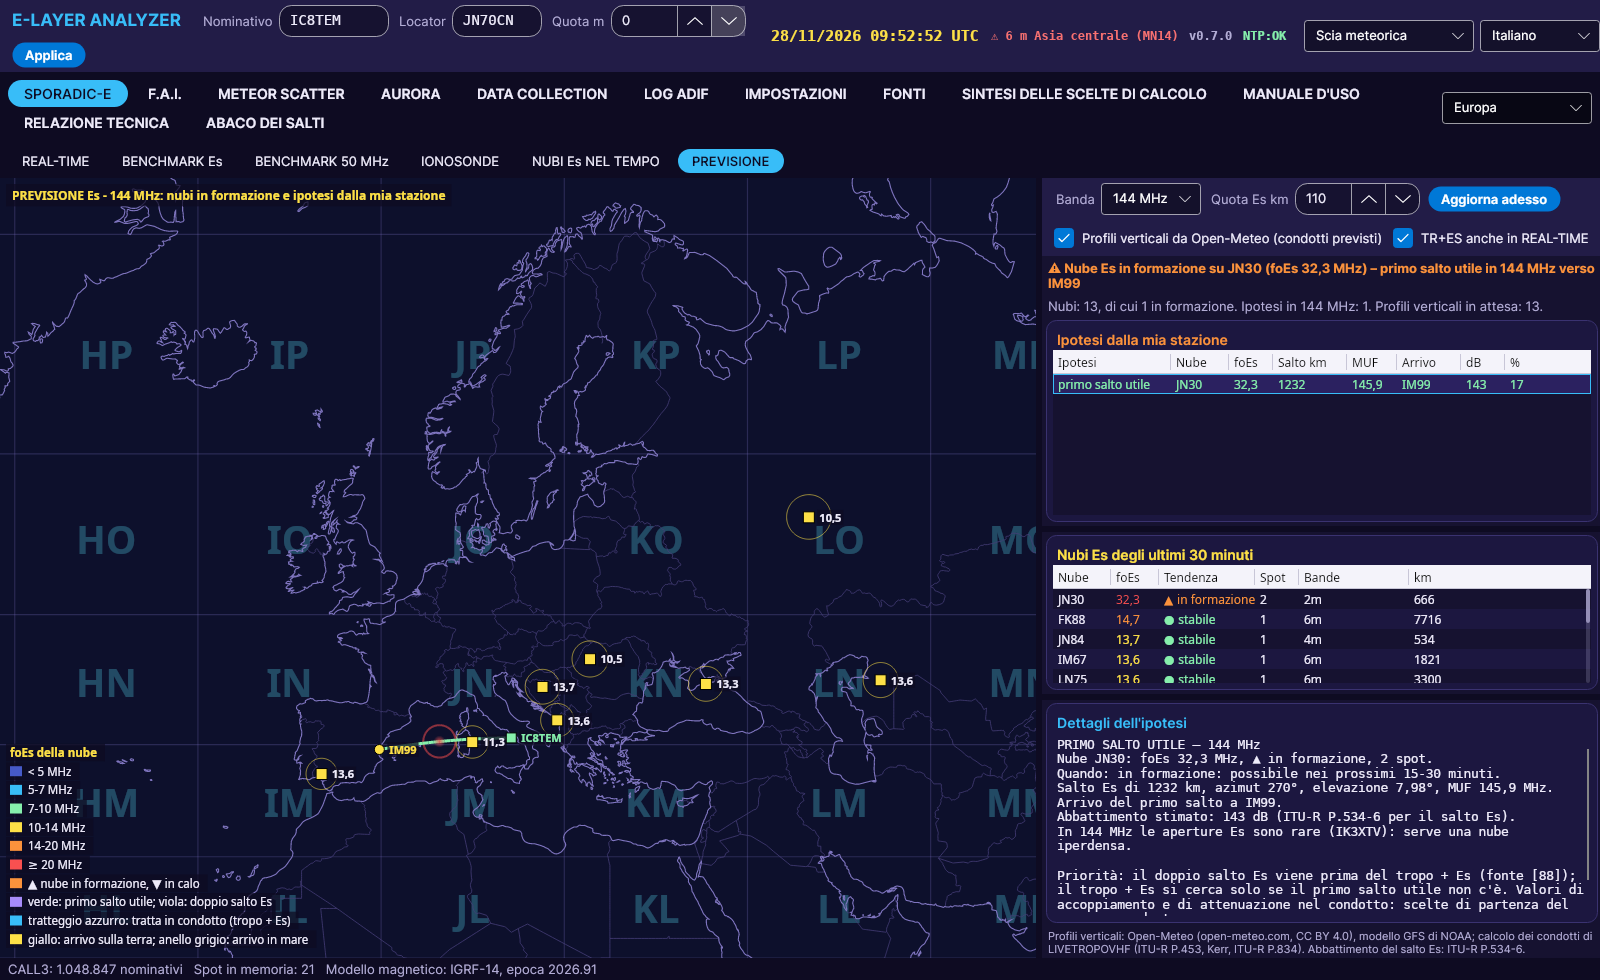 E-LAYER ANALYZER Nominativo IC8TEM Locator JN70CN Quota m 0
28/11/2026 09:52:52 UTC ⚠ 6 m Asia centrale (MN14) v0.7.0 NTP:OK Scia meteorica Italiano
Applica
SPORADIC-E F.A.I. METEOR SCATTER AURORA DATA COLLECTION LOG ADIF IMPOSTAZIONI FONTI SINTESI DELLE SCELTE DI CALCOLO MANUALE D'USO
RELAZIONE TECNICA ABACO DEI SALTI
Europa
REAL-TIME BENCHMARK Es BENCHMARK 50 MHz IONOSONDE NUBI Es NEL TEMPO PREVISIONE
PREVISIONE Es - 144 MHz: nubi in formazione e ipotesi dalla mia stazione
HP IP JP KP LP
HO IO JO KO LO
10,5
HN IN JN KN LN
10,5
13,7
13,3
13,6
13,6
11,3
IC8TEM
IM99
13,6
HM IM JM KM LM
JL KL LL
foEs della nube
< 5 MHz
5-7 MHz
7-10 MHz
10-14 MHz
14-20 MHz
≥ 20 MHz
▲ nube in formazione, ▼ in calo
verde: primo salto utile; viola: doppio salto Es
tratteggio azzurro: tratta in condotto (tropo + Es)
giallo: arrivo sulla terra; anello grigio: arrivo in mare
Banda 144 MHz Quota Es km 110 Aggiorna adesso
Profili verticali da Open-Meteo (condotti previsti) TR+ES anche in REAL-TIME
⚠ Nube Es in formazione su JN30 (foEs 32,3 MHz) – primo salto utile in 144 MHz verso
IM99
Nubi: 13, di cui 1 in formazione. Ipotesi in 144 MHz: 1. Profili verticali in attesa: 13.
Ipotesi dalla mia stazione
Ipotesi Nube foEs Salto km MUF Arrivo dB %
primo salto utile JN30 32,3 1232 145,9 IM99 143 17
Nubi Es degli ultimi 30 minuti
Nube foEs Tendenza Spot Bande km
JN30 32,3 ▲ in formazione 2 2m 666
FK88 14,7 ● stabile 1 6m 7716
JN84 13,7 ● stabile 1 4m 534
IM67 13,6 ● stabile 1 6m 1821
LN75 13,6 ● stabile 1 6m 3300
Dettagli dell'ipotesi
PRIMO SALTO UTILE — 144 MHz
Nube JN30: foEs 32,3 MHz, ▲ in formazione, 2 spot.
Quando: in formazione: possibile nei prossimi 15-30 minuti.
Salto Es di 1232 km, azimut 270°, elevazione 7,98°, MUF 145,9 MHz.
Arrivo del primo salto a IM99.
Abbattimento stimato: 143 dB (ITU-R P.534-6 per il salto Es).
In 144 MHz le aperture Es sono rare (IK3XTV): serve una nube
iperdensa.
Priorità: il doppio salto Es viene prima del tropo + Es (fonte [88]);
il tropo + Es si cerca solo se il primo salto utile non c'è. Valori di
accoppiamento e di attenuazione nel condotto: scelte di partenza del
Profili verticali: Open-Meteo (open-meteo.com, CC BY 4.0), modello GFS di NOAA; calcolo dei condotti di
LIVETROPOVHF (ITU-R P.453, Kerr, ITU-R P.834). Abbattimento del salto Es: ITU-R P.534-6.
CALL3: 1.048.847 nominativi Spot in memoria: 21 Modello magnetico: IGRF-14, epoca 2026.91